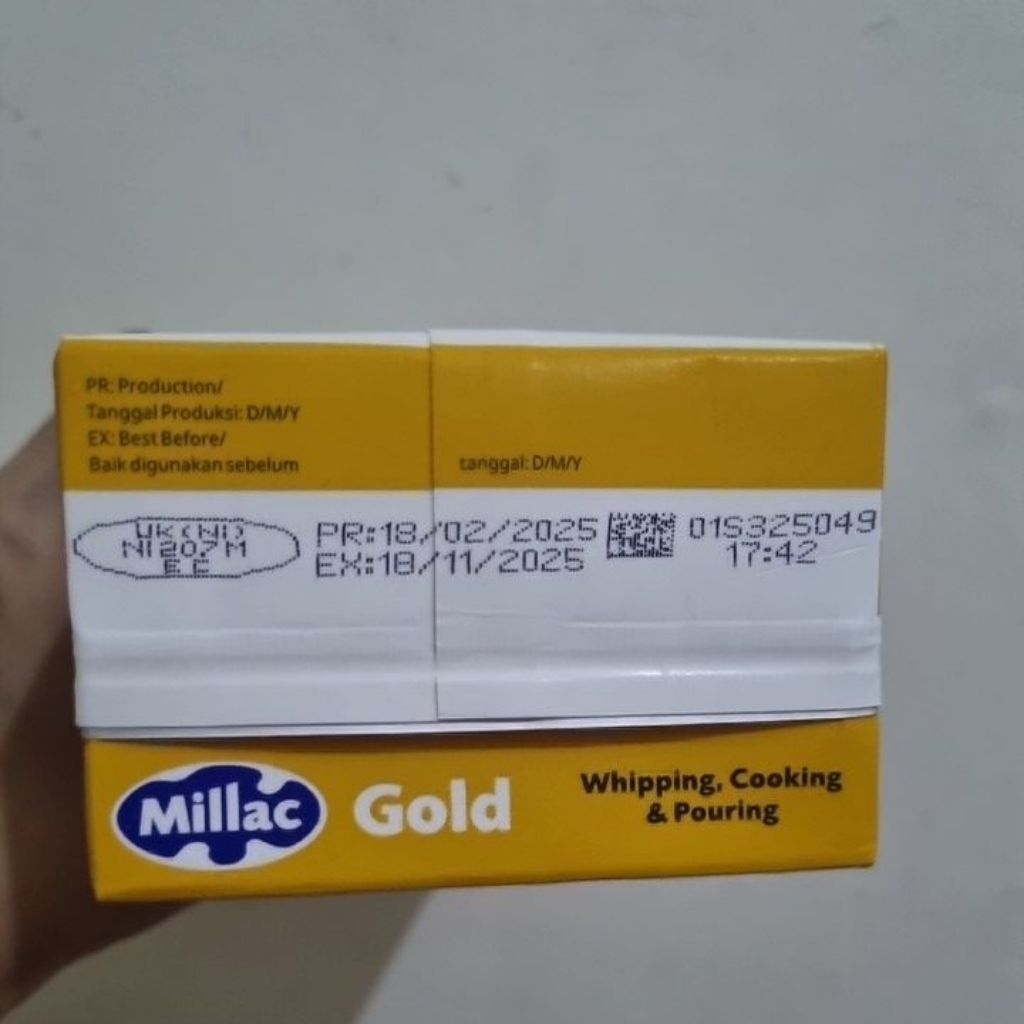 PR: Production/
Tanggal Produksi: D/M/Y
EX: Best Before/
Baik digunakan sebelum
tanggal: D/M/Y
UK(NI)
NI207M
EC
PR:18/02/2025
EX:18/11/2025
01S325049
17:42
Millac Gold
Whipping, Cooking
& Pouring